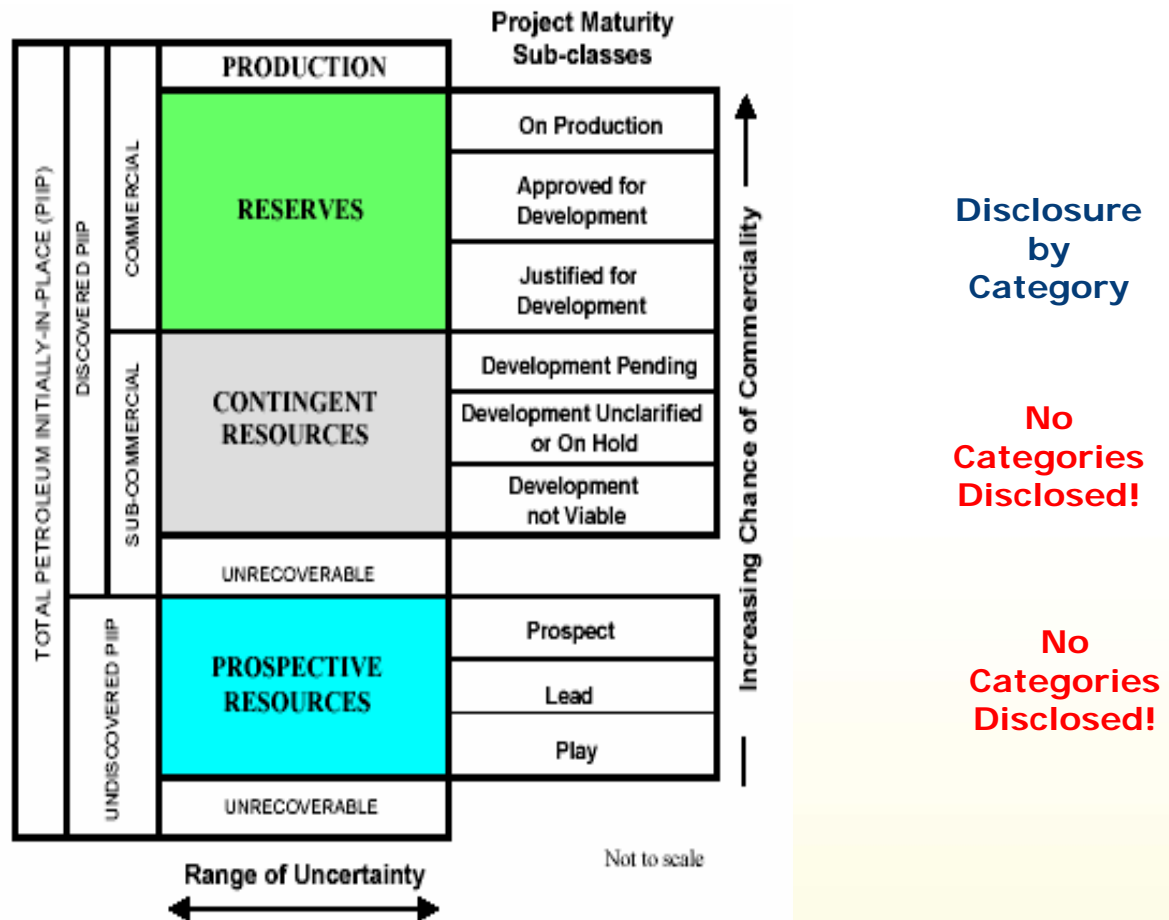 Project Maturity
Sub-classes
TOTAL PETROLEUM INITIALLY-IN-PLACE (PIIP)
DISCOVERED PIIP
COMMERCIAL
PRODUCTION
RESERVES
On Production
Approved for
Development
Justified for
Development
SUB-COMMERCIAL
CONTINGENT
RESOURCES
Development Pending
Development Unclarified
or On Hold
Development
not Viable
UNRECOVERABLE
UNDISCOVERED PIIP
PROSPECTIVE
RESOURCES
Prospect
Lead
Play
UNRECOVERABLE
Increasing Chance of Commerciality
Disclosure
by
Category
No
Categories
Disclosed!
No
Categories
Disclosed!
Range of Uncertainty
Not to scale